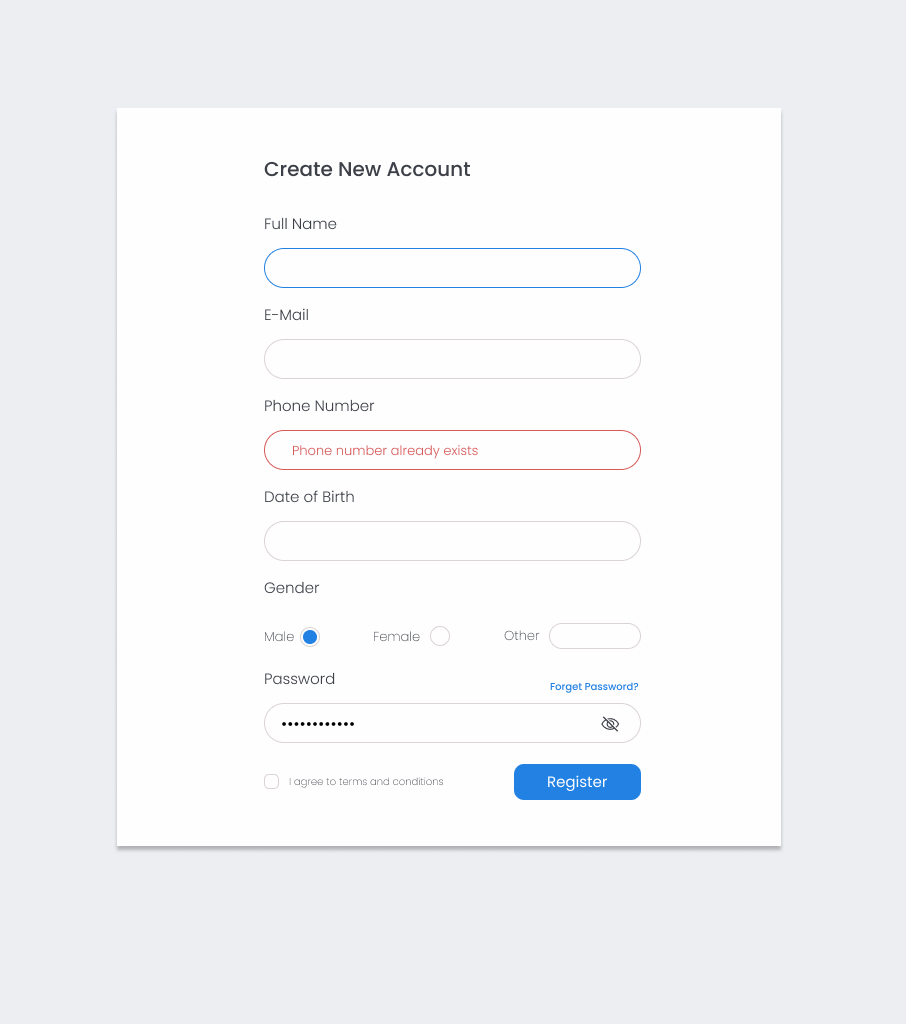 Create New Account
Full Name
E-Mail
Phone Number
Phone number already exists
Date of Birth
Gender
Male Female Other
Password Forget Password?
••••••••••••
I agree to terms and conditions Register